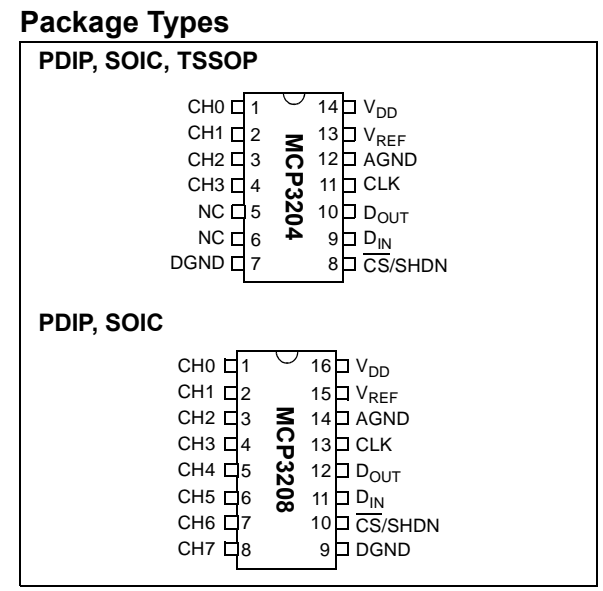 Package Types
PDIP, SOIC, TSSOP
CH0 1 14 VDD
CH1 2 13 VREF
CH2 3 12 AGND
CH3 4 11 CLK
NC 5 10 DOUT
NC 6 9 DIN
DGND 7 8 CS/SHDN
MCP3204
PDIP, SOIC
CH0 1 16 VDD
CH1 2 15 VREF
CH2 3 14 AGND
CH3 4 13 CLK
CH4 5 12 DOUT
CH5 6 11 DIN
CH6 7 10 CS/SHDN
CH7 8 9 DGND
MCP3208